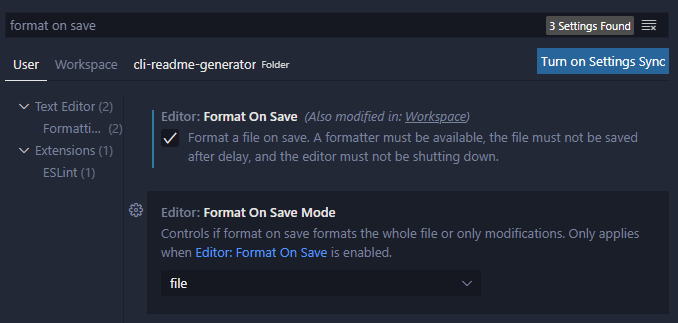 format on save
3 Settings Found
User Workspace cli-readme-generator Folder
Turn on Settings Sync
Text Editor (2)
Formatti... (2)
Extensions (1)
ESLint (1)
Editor: Format On Save (Also modified in: Workspace)
Format a file on save. A formatter must be available, the file must not be saved
after delay, and the editor must not be shutting down.
Editor: Format On Save Mode
Controls if format on save formats the whole file or only modifications. Only applies
when Editor: Format On Save is enabled.
file